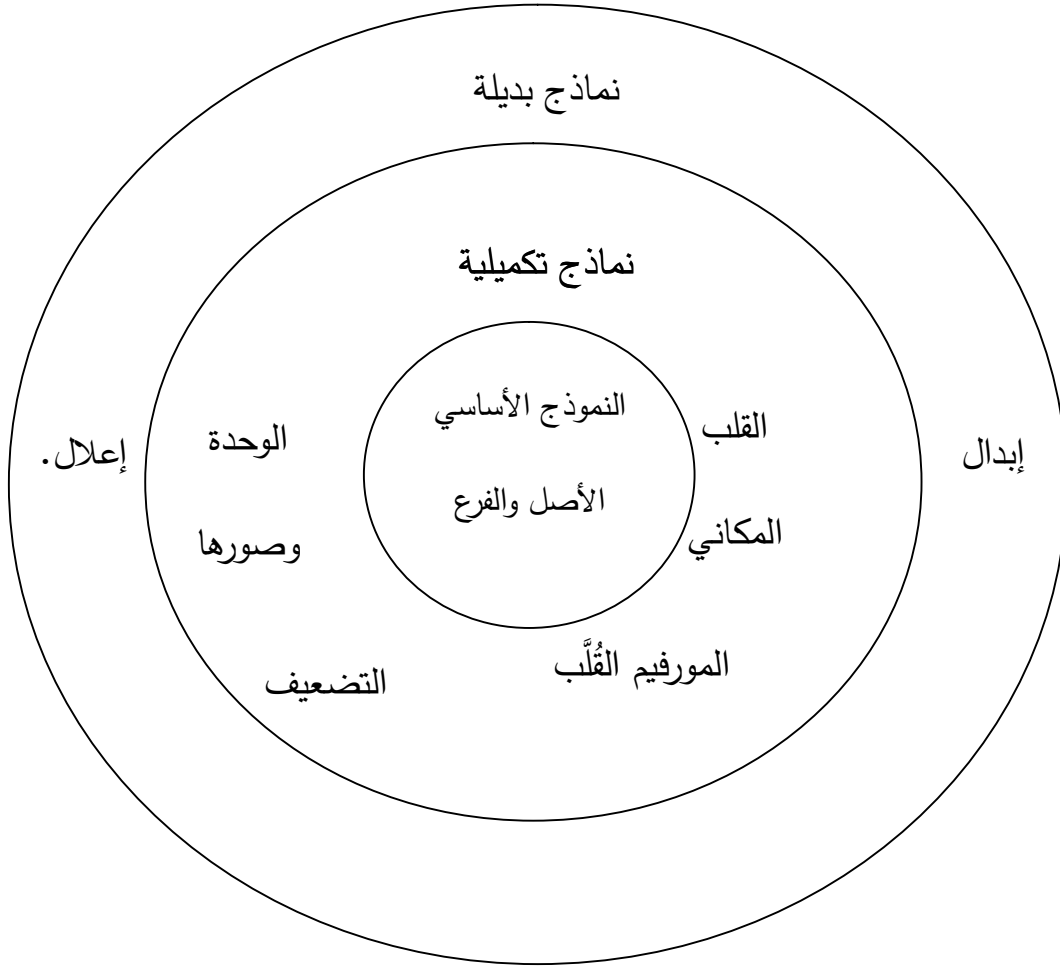 نماذج بديلة
نماذج تكميلية
النموذج الأساسي
الأصل والفرع
القلب
المكاني
المورفيم القُلَّب
الوحدة
وصورها
التضعيف
إبدال
إعلال.